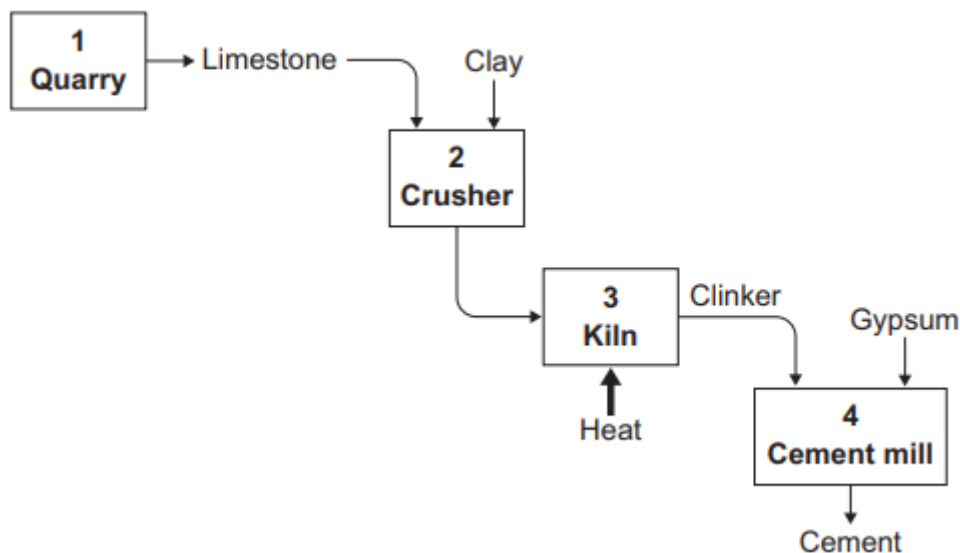 1
Quarry
Limestone
Clay
2
Crusher
3
Kiln
Clinker
Gypsum
Heat
4
Cement mill
Cement